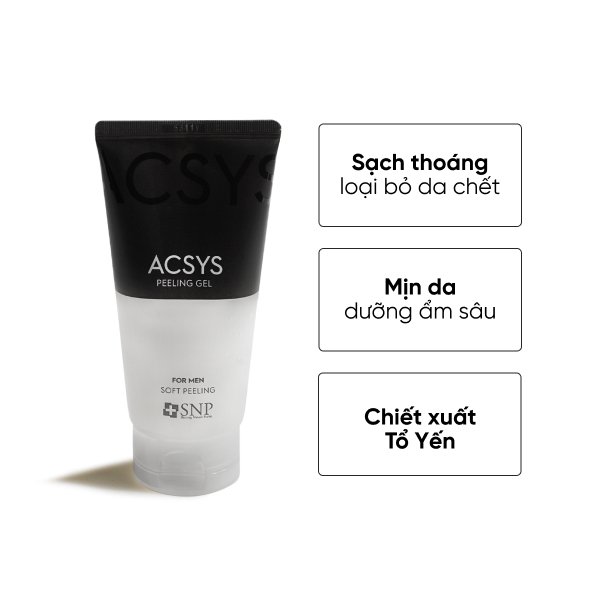 ACSYS
ACSYS
PEELING GEL
FOR MEN
SOFT PEELING
SNP
Sạch thoáng
loại bỏ da chết
Mịn da
dưỡng ẩm sâu
Chiết xuất
Tổ Yến